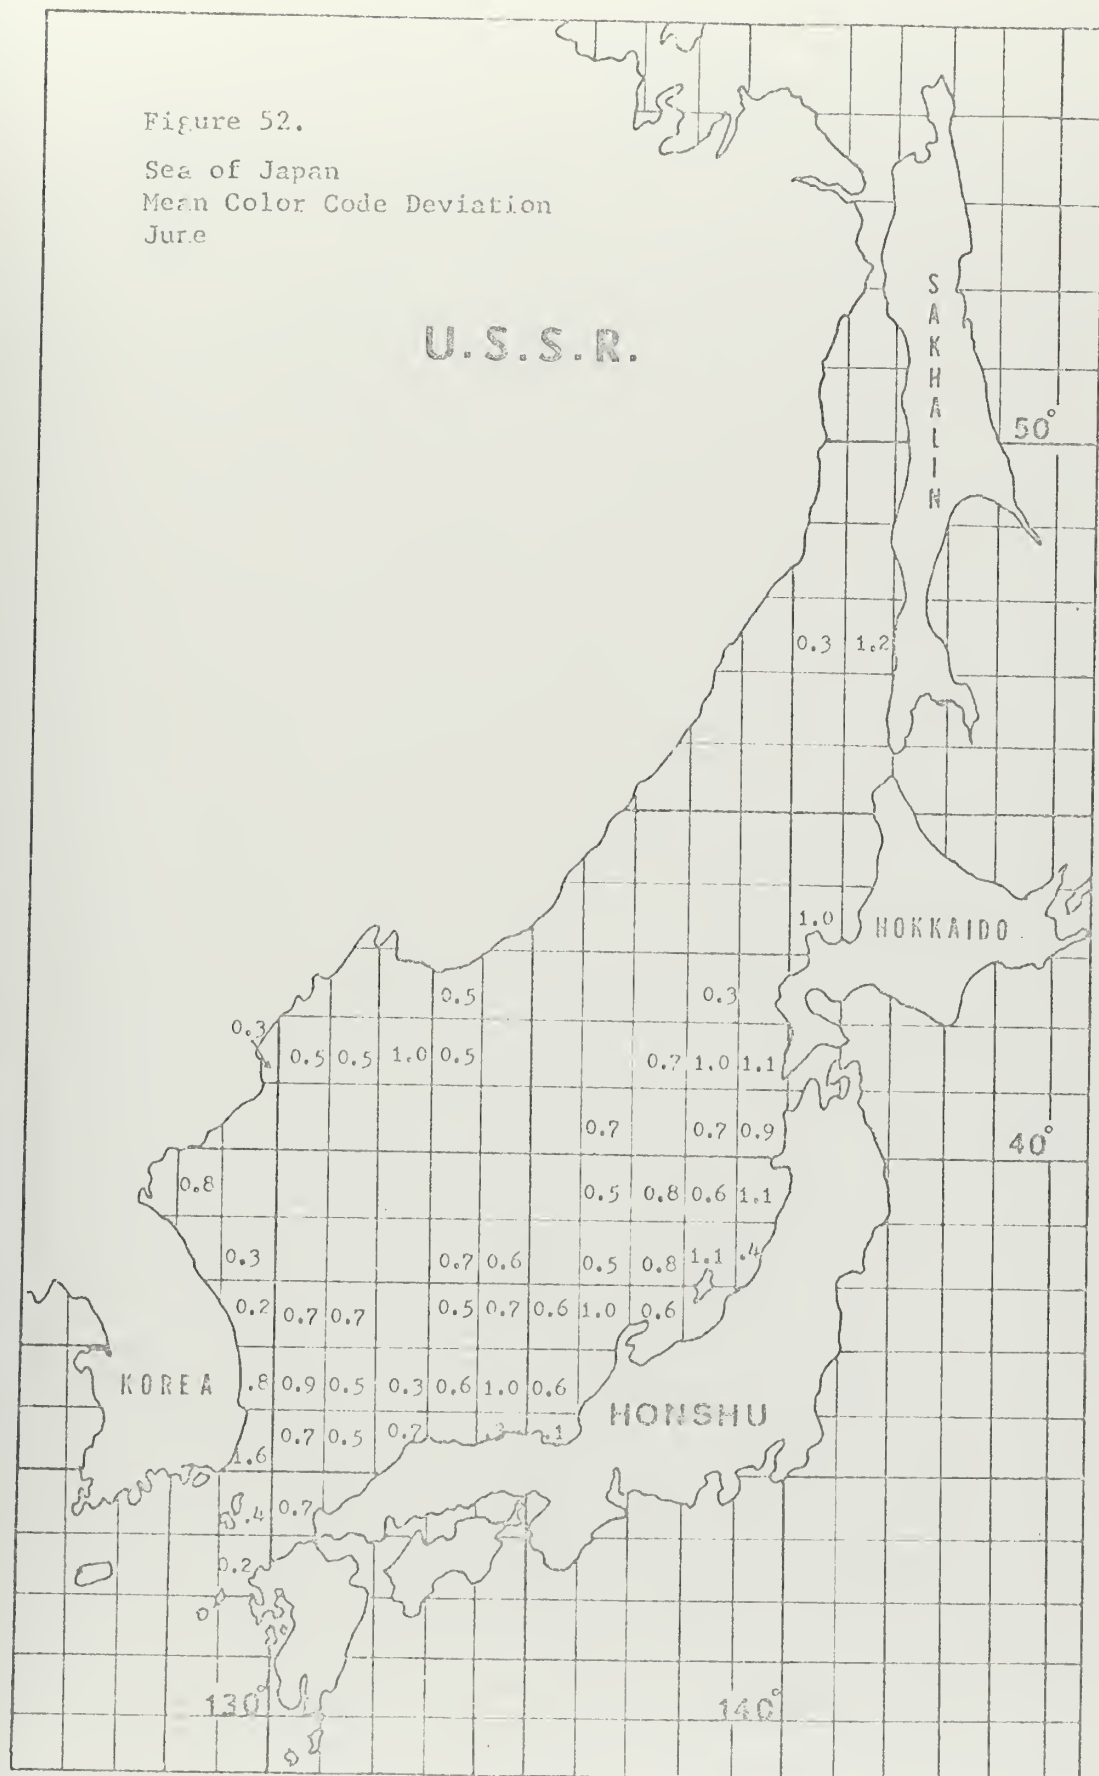 Figure 52.
Sea of Japan
Mean Color Code Deviation
June
U.S.S.R.
SAKHALIN
50°
0.3 1.2
1.0 HOKKAIDO
0.5 0.3
0.3
0.5 0.5 1.0 0.5 0.7 1.0 1.1
0.7 0.7 0.9
40°
0.8 0.5 0.8 0.6 1.1
0.3 0.7 0.6 0.5 0.8 1.1 .4
0.2 0.7 0.7 0.5 0.7 0.6 1.0 0.6
KOREA .8 0.9 0.5 0.3 0.6 1.0 0.6
HONSHU
1.6 0.7 0.5 0.7 .1
.4 0.7
0.2
130° 140°